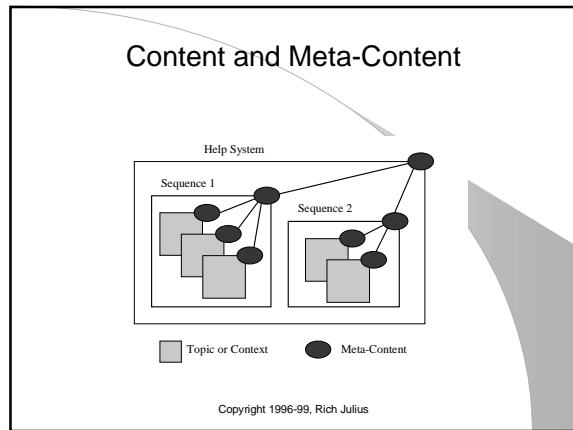 Content and Meta-Content
Help System
Sequence 1
Sequence 2
Topic or Context
Meta-Content
Copyright 1996-99, Rich Julius